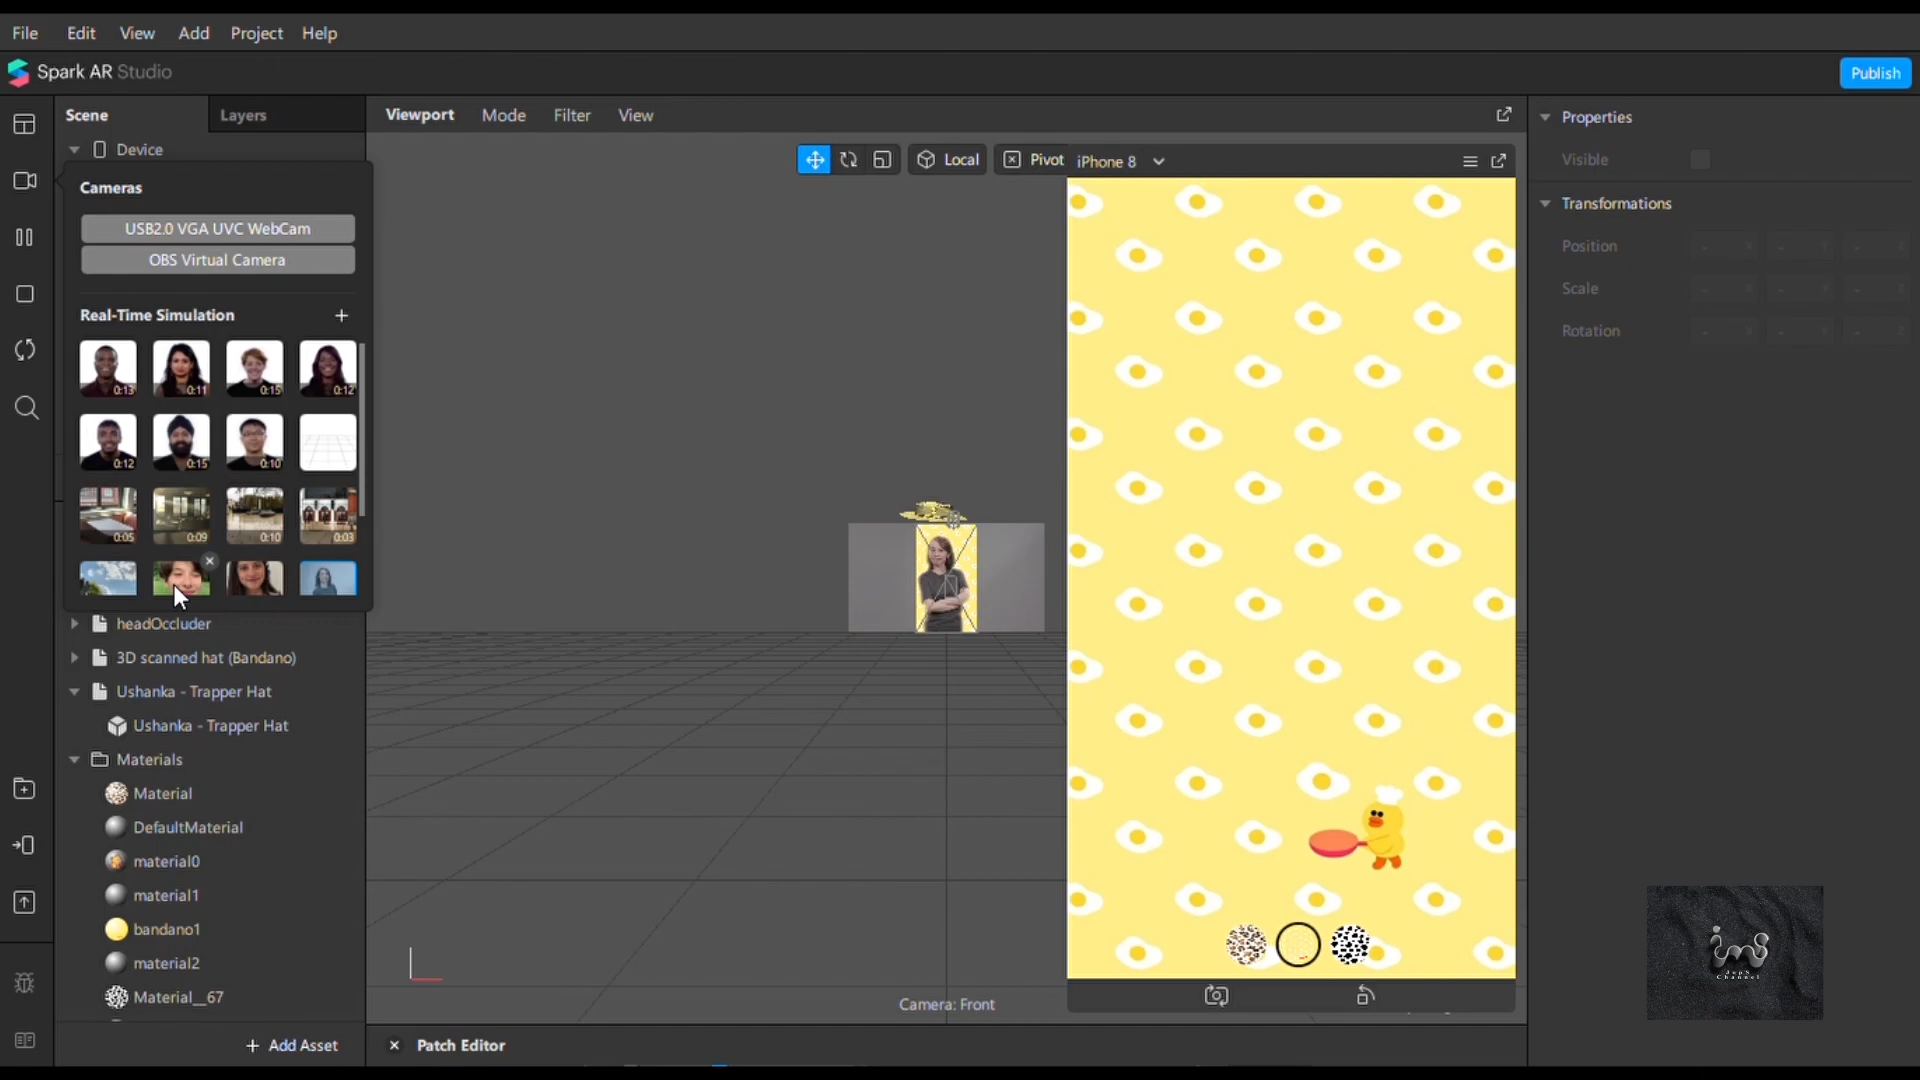 File Edit View Add Project Help
Spark AR Studio
Publish
Scene Layers
Viewport Mode Filter View
Properties
Device
Local
Pivot
iPhone 8
Visible
Cameras
Transformations
USB2.0 VGA UVC WebCam
OBS Virtual Camera
Position
Scale
Rotation
Real-Time Simulation
0:13 0:11 0:15 0:12
0:12 0:15 0:10
0:05 0:09 0:10 0:03
headOccluder
3D scanned hat (Bandano)
Ushanka - Trapper Hat
Ushanka - Trapper Hat
Materials
Material
DefaultMaterial
material0
material1
bandano1
material2
Material__67
Camera: Front
JmpS
Channel
+ Add Asset
Patch Editor